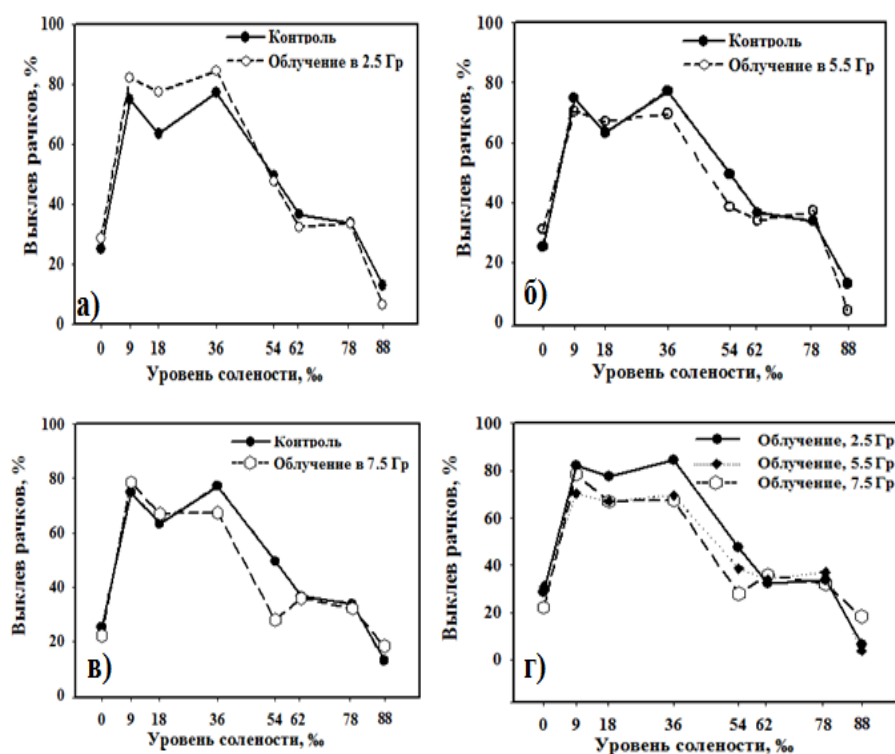 Контроль
Облучение в 2.5 Гр
Выклев рачков, %
100
80
60
40
20
0
а)
0 9 18 36 54 62 78 88
Уровень солености, ‰
Контроль
Облучение в 5.5 Гр
Выклев рачков, %
100
80
60
40
20
0
б)
0 9 18 36 54 62 78 88
Уровень солености, ‰
Контроль
Облучение в 7.5 Гр
Выклев рачков, %
100
80
60
40
20
0
в)
0 9 18 36 54 62 78 88
Уровень солености, ‰
Облучение, 2.5 Гр
Облучение, 5.5 Гр
Облучение, 7.5 Гр
Выклев рачков, %
100
80
60
40
20
0
г)
0 9 18 36 54 62 78 88
Уровень солености, ‰